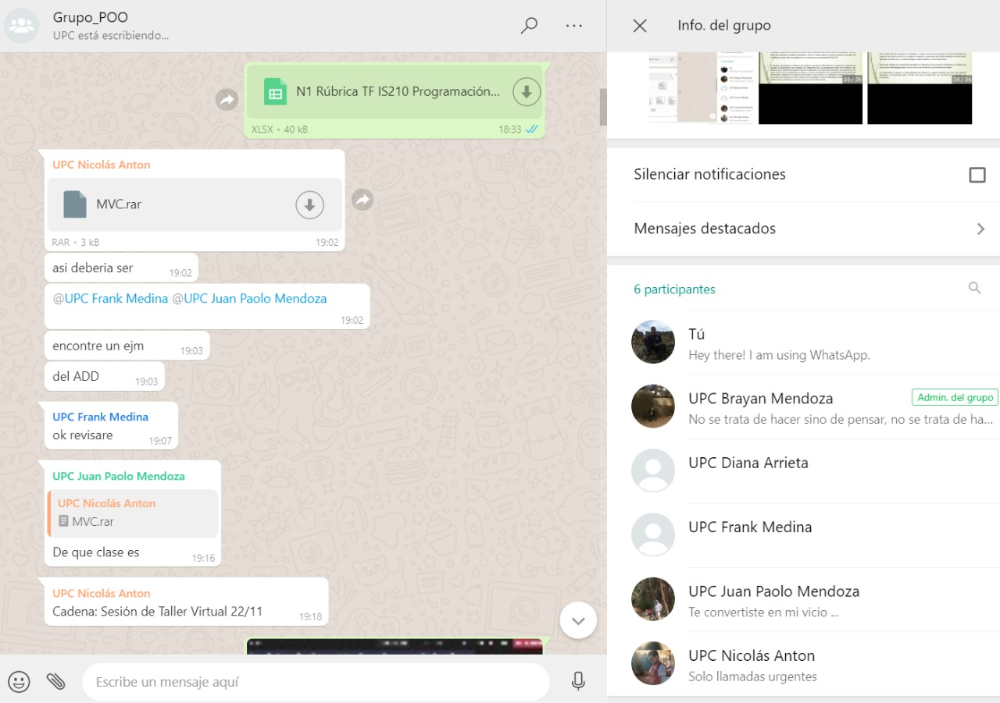 Grupo_POO
UPC está escribiendo...
N1 Rúbrica TF IS210 Programación...
XLSX • 40 kB
18:33
UPC Nicolás Anton
MVC.rar
RAR • 3 kB
19:02
asi deberia ser
19:02
@UPC Frank Medina @UPC Juan Paolo Mendoza
19:02
encontre un ejm
19:03
del ADD
19:03
UPC Frank Medina
ok revisare
19:07
UPC Juan Paolo Mendoza
UPC Nicolás Anton
MVC.rar
De que clase es
19:16
UPC Nicolás Anton
Cadena: Sesión de Taller Virtual 22/11
19:18
Escribe un mensaje aquí
Info. del grupo
Silenciar notificaciones
Mensajes destacados
6 participantes
Tú
Hey there! I am using WhatsApp.
UPC Brayan Mendoza
Admin. del grupo
No se trata de hacer sino de pensar, no se trata de ha...
UPC Diana Arrieta
UPC Frank Medina
UPC Juan Paolo Mendoza
Te convertiste en mi vicio ...
UPC Nicolás Anton
Solo llamadas urgentes